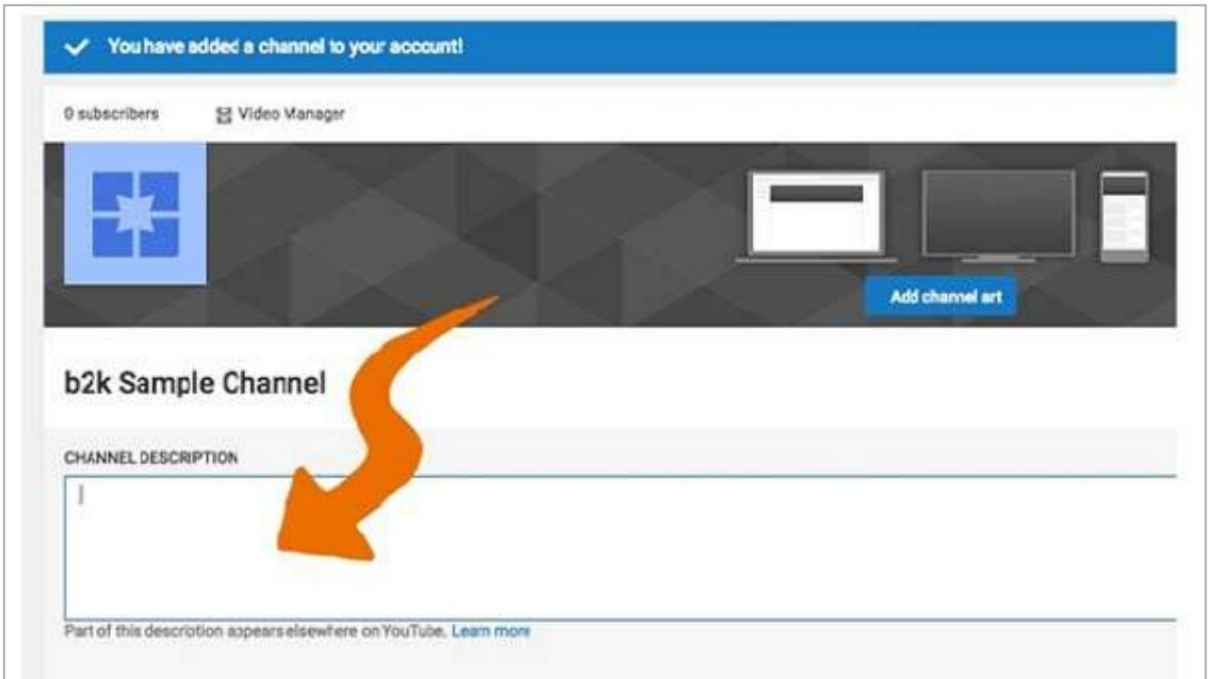 You have added a channel to your account!
0 subscribers Video Manager
Add channel art
b2k Sample Channel
CHANNEL DESCRIPTION
Part of this description appears elsewhere on YouTube. Learn more